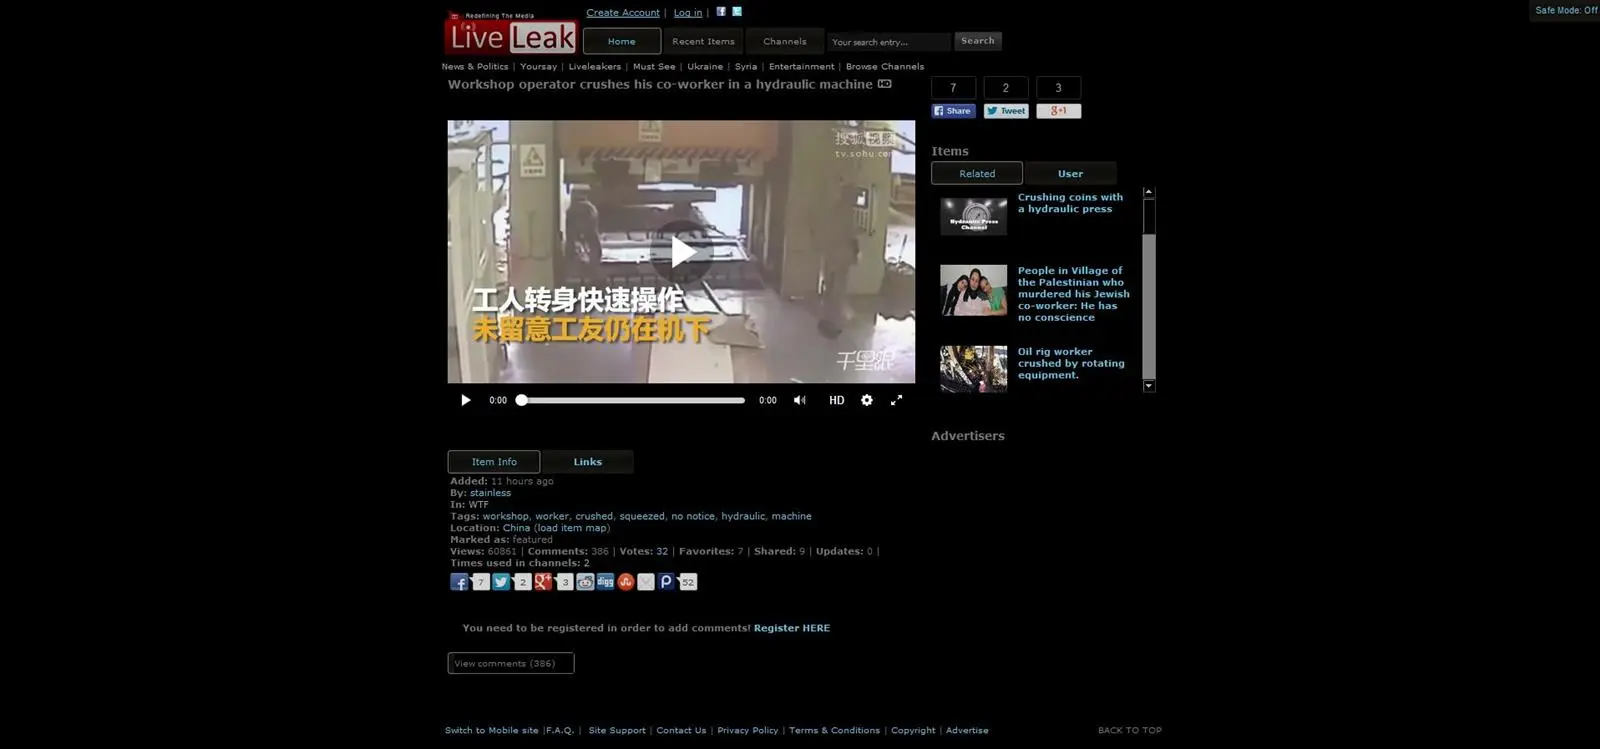 Safe Mode: Off
Redefining The Media
Live Leak
Create Account | Log in |
Home
Recent Items
Channels
Your search entry...
Search
News & Politics | Yoursay | Liveleakers | Must See | Ukraine | Syria | Entertainment | Browse Channels
Workshop operator crushes his co-worker in a hydraulic machine HD
搜狐视频
tv.sohu.com
工人转身快速操作
未留意工友仍在机下
千里眼
0:00
0:00
HD
7
2
3
Share
Tweet
g+1
Items
Related
User
Hydraulic Press
Channel
Crushing coins with
a hydraulic press
People in Village of
the Palestinian who
murdered his Jewish
co-worker: He has
no conscience
Oil rig worker
crushed by rotating
equipment.
Advertisers
Item Info
Links
Added: 11 hours ago
By: stainless
In: WTF
Tags: workshop, worker, crushed, squeezed, no notice, hydraulic, machine
Location: China (load item map)
Marked as: featured
Views: 60861 | Comments: 386 | Votes: 32 | Favorites: 7 | Shared: 9 | Updates: 0 |
Times used in channels: 2
7 2 3 digg 52
You need to be registered in order to add comments! Register HERE
View comments (386)
Switch to Mobile site |F.A.Q. | Site Support | Contact Us | Privacy Policy | Terms & Conditions | Copyright | Advertise
BACK TO TOP